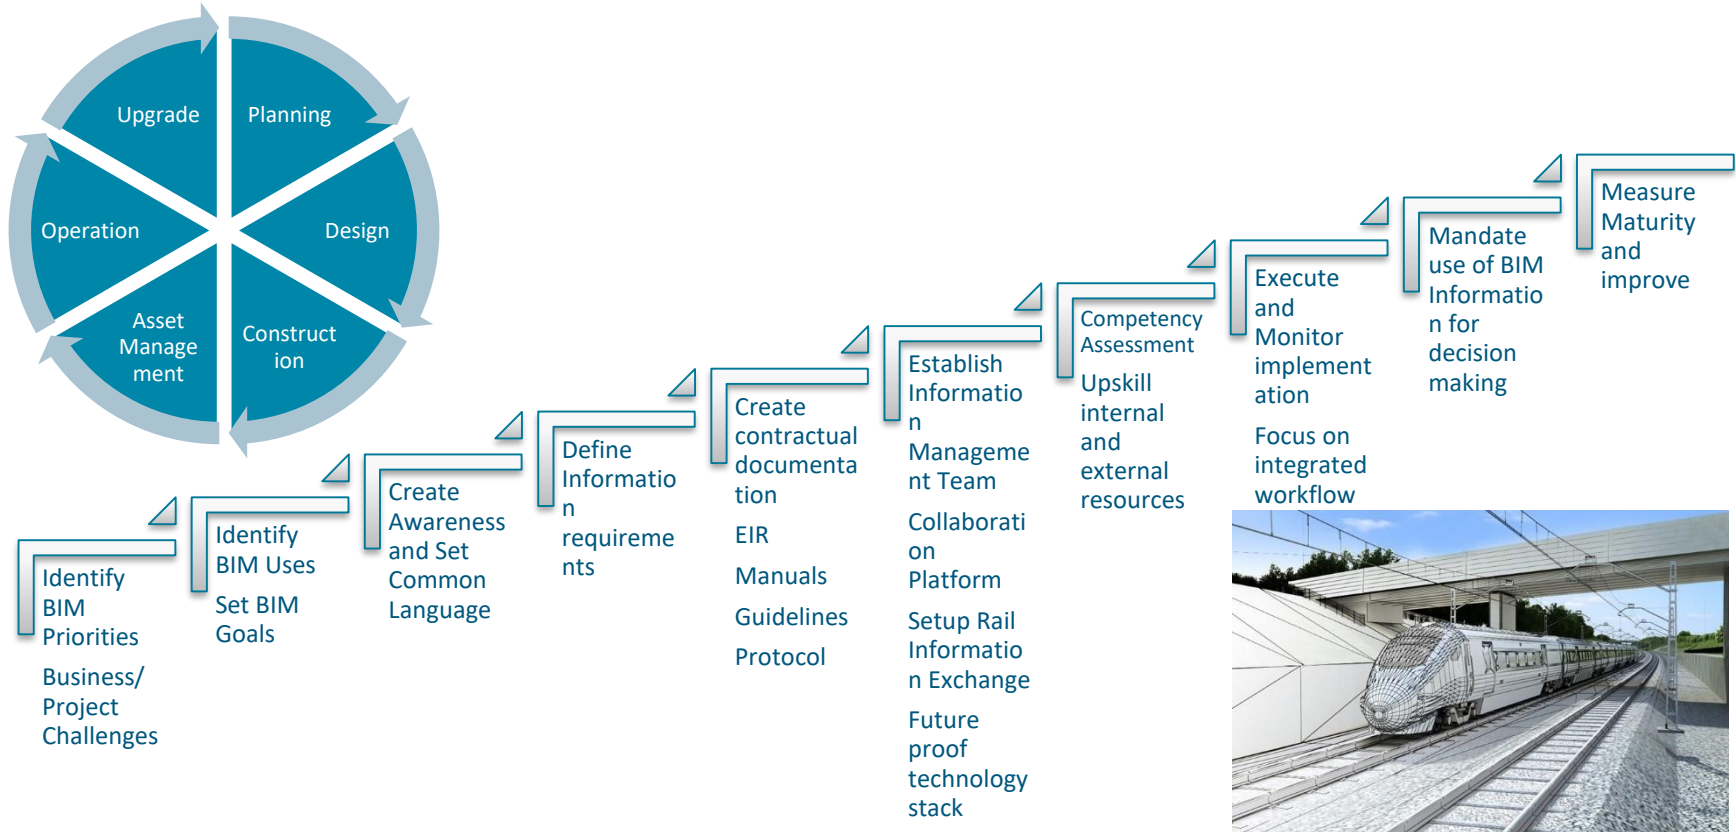 Upgrade
Planning
Operation
Design
Asset
Manage
ment
Construct
ion
Identify
BIM
Priorities
Business/
Project
Challenges
Identify
BIM Uses
Set BIM
Goals
Create
Awareness
and Set
Common
Language
Define
Informatio
n
requireme
nts
Create
contractual
documenta
tion
EIR
Manuals
Guidelines
Protocol
Establish
Informatio
n
Manageme
nt Team
Collaborati
on
Platform
Setup Rail
Informatio
n Exchange
Future
proof
technology
stack
Competency
Assessment
Upskill
internal
and
external
resources
Execute
and
Monitor
implement
ation
Focus on
integrated
workflow
Mandate
use of BIM
Informatio
n for
decision
making
Measure
Maturity
and
improve